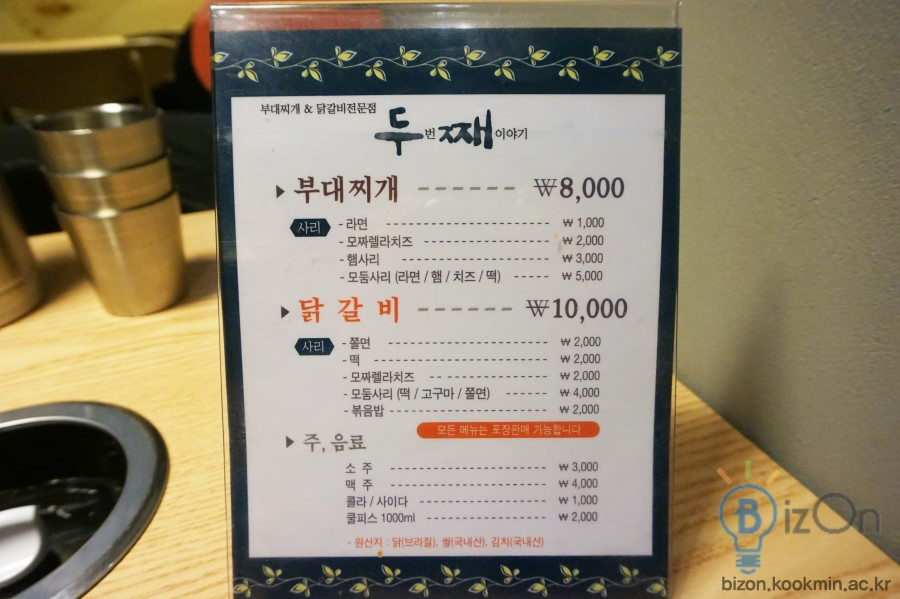 부대찌개 & 닭갈비전문점
두번째이야기
부대찌개 ------ ₩8,000
사리 - 라면 ₩ 1,000
- 모짜렐라치즈 ₩ 2,000
- 햄사리 ₩ 3,000
- 모둠사리 (라면 / 햄 / 치즈 / 떡) ₩ 5,000
닭갈비 ------ ₩10,000
사리 - 쫄면 ₩ 2,000
- 떡 ₩ 2,000
- 모짜렐라치즈 ₩ 2,000
- 모둠사리 (떡 / 고구마 / 쫄면) ₩ 4,000
- 볶음밥 ₩ 2,000
모든 메뉴는 포장판매 가능합니다
주, 음료
소 주 ₩ 3,000
맥 주 ₩ 4,000
콜라 / 사이다 ₩ 1,000
쿨피스 1000ml ₩ 2,000
- 원산지 : 닭(브라질), 쌀(국내산), 김치(국내산)
BizOn
bizon.kookmin.ac.kr